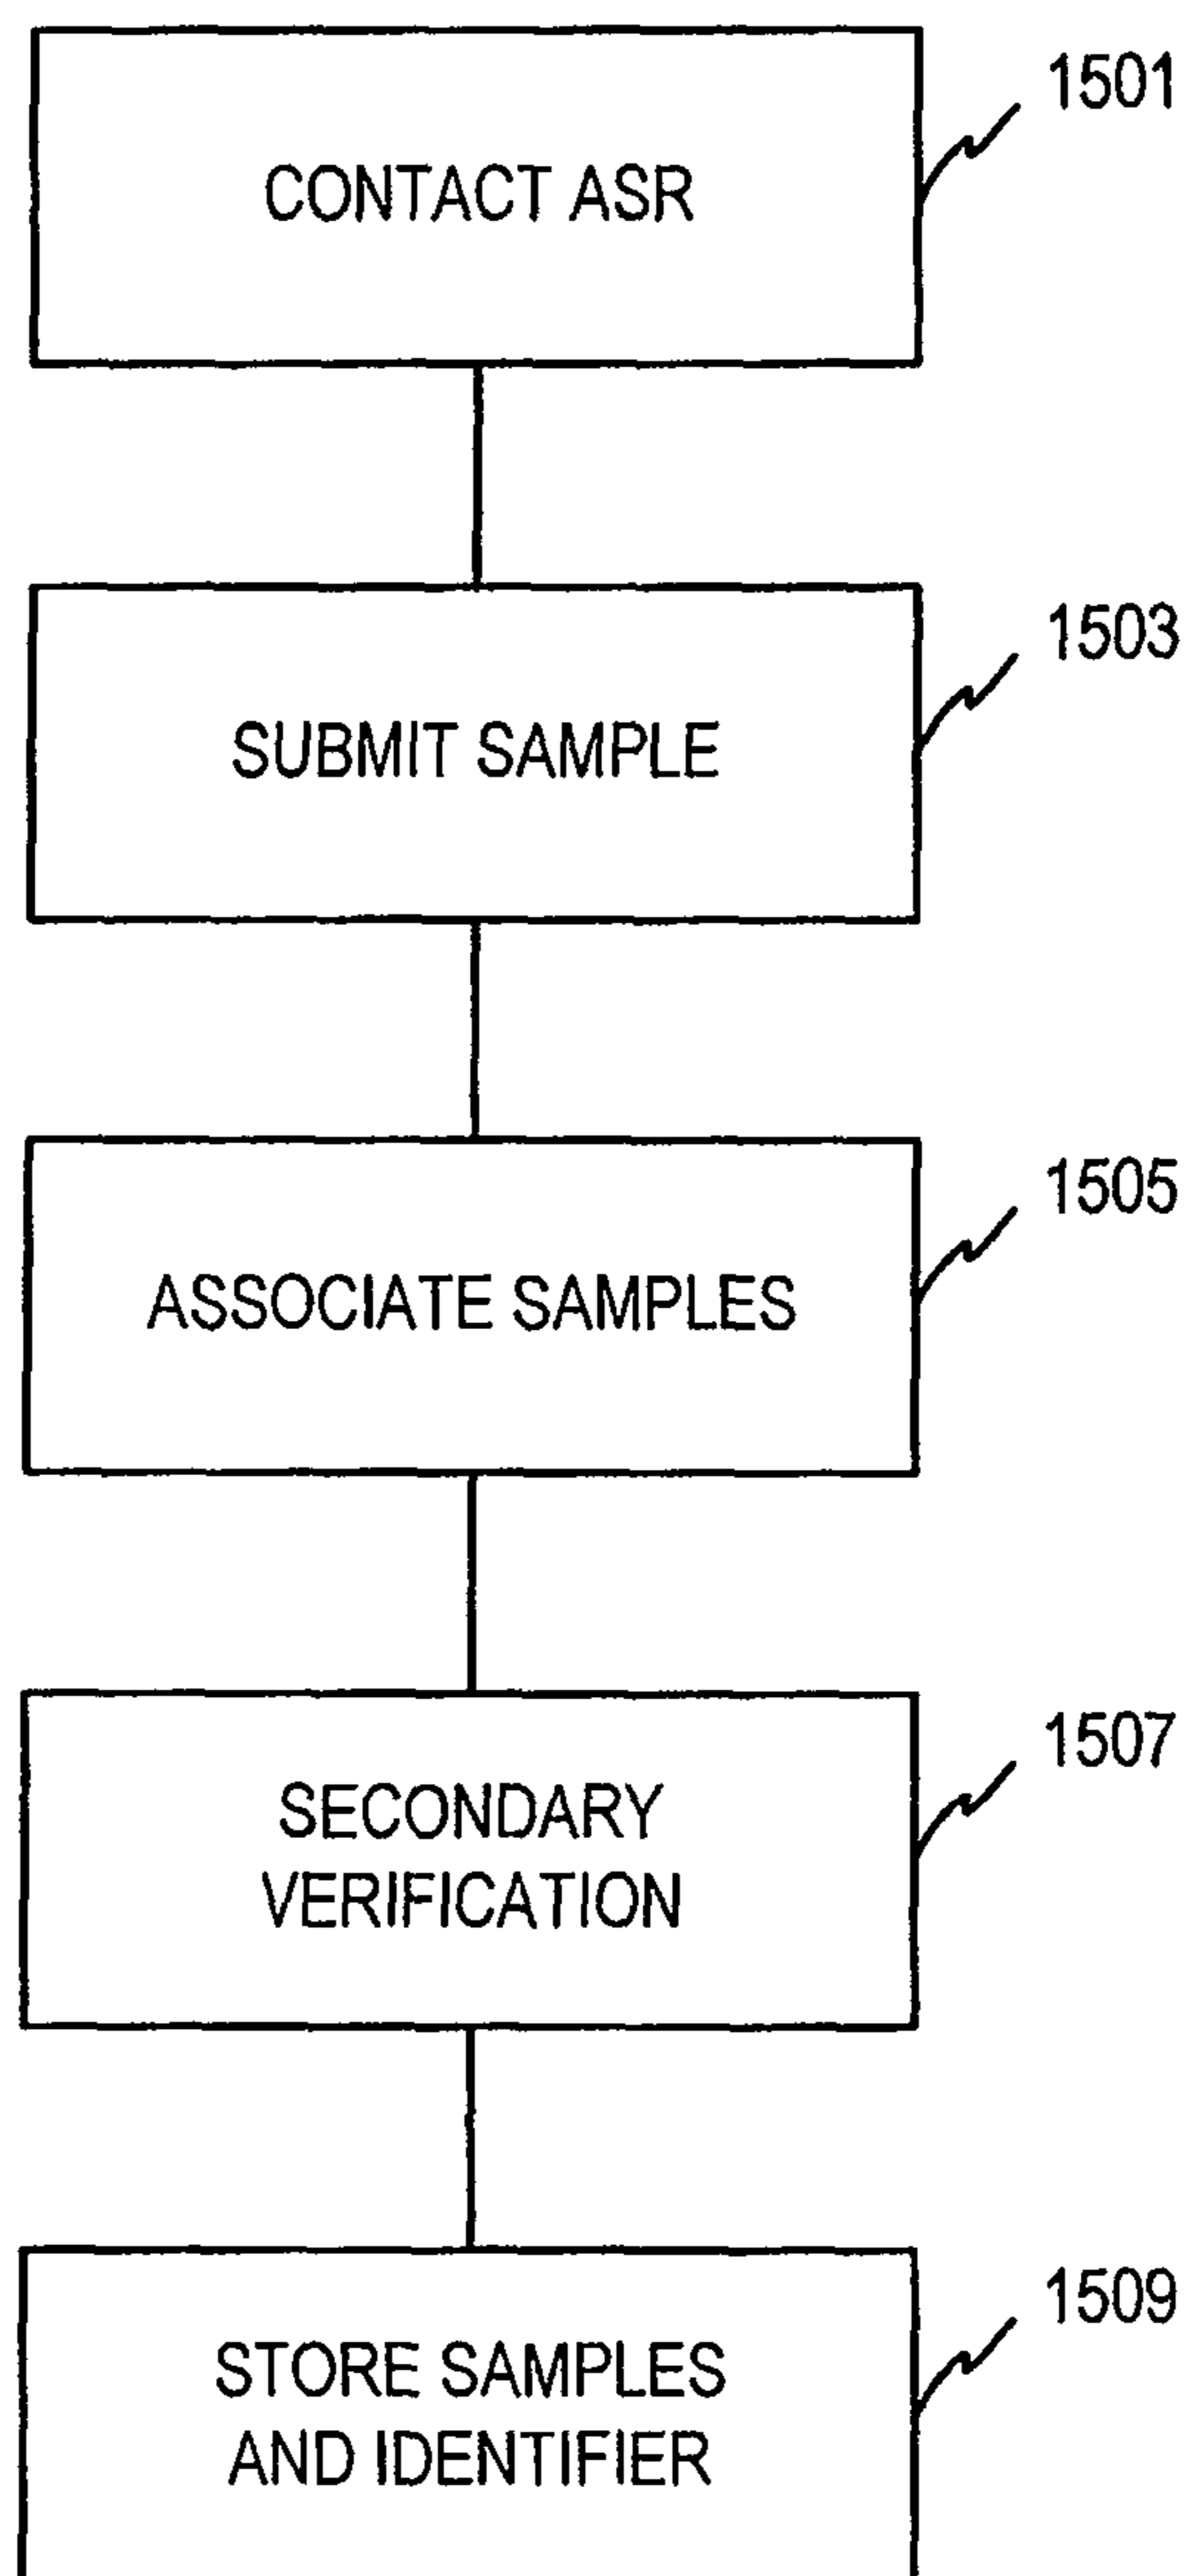 CONTACT ASR
1501
SUBMIT SAMPLE
1503
ASSOCIATE SAMPLES
1505
SECONDARY
VERIFICATION
1507
STORE SAMPLES
AND IDENTIFIER
1509